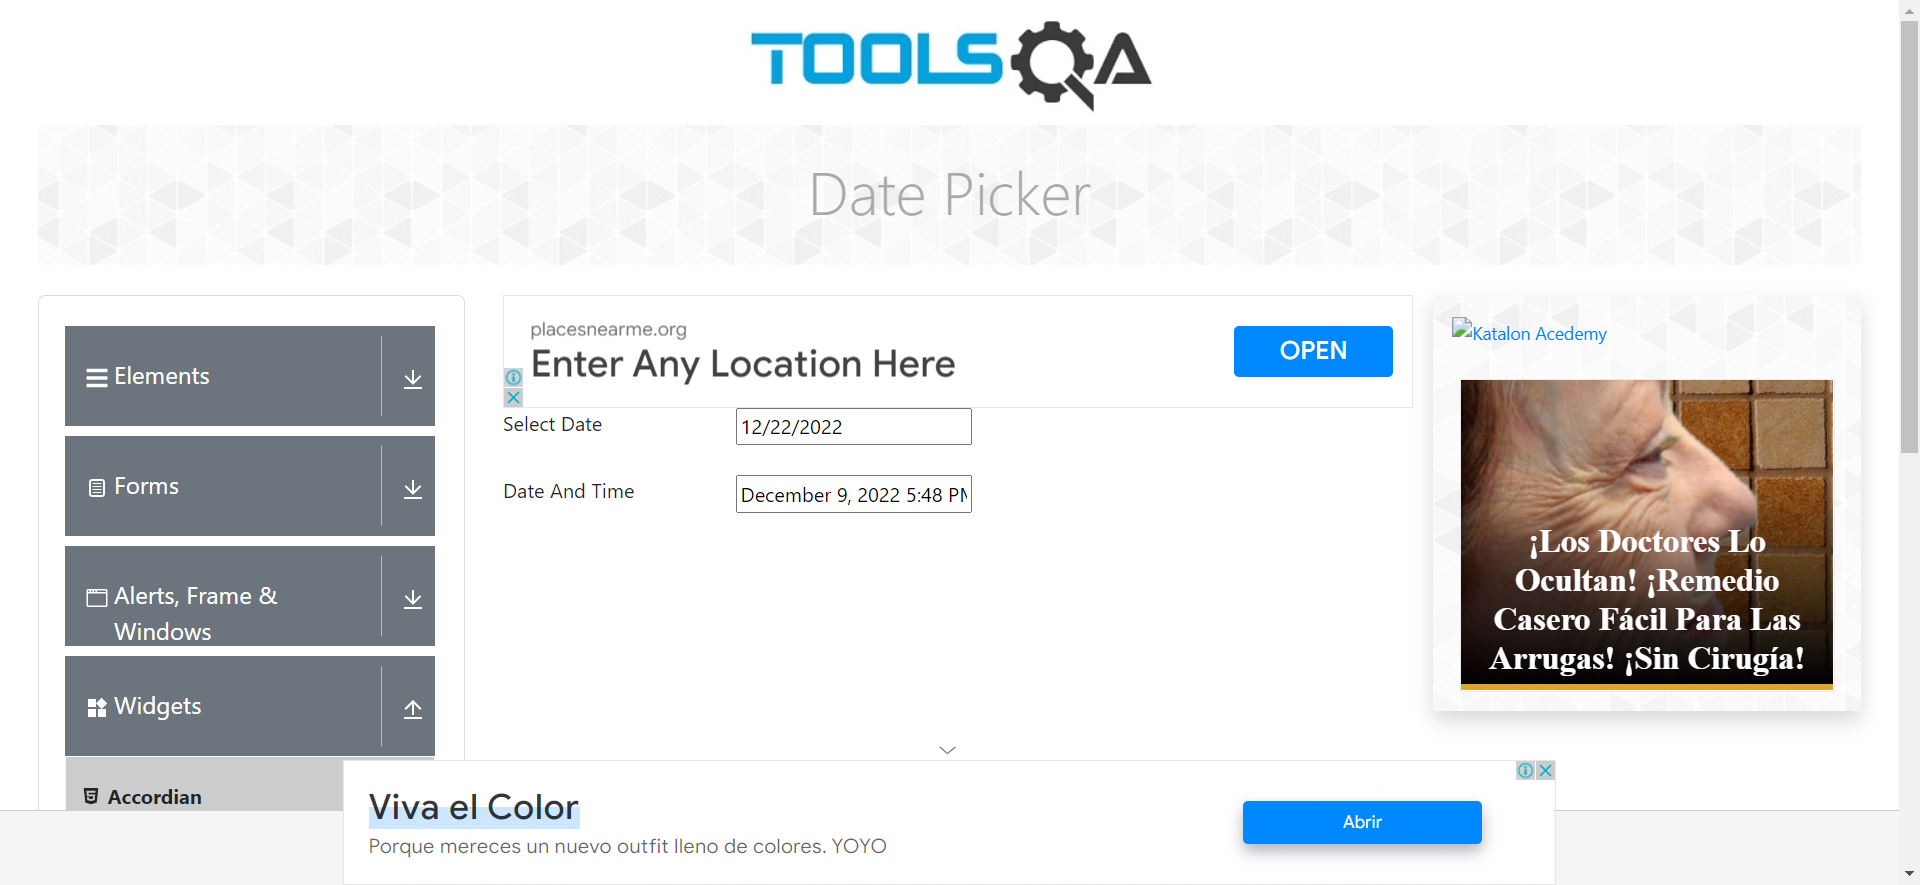 TOOLSQA
Date Picker
Elements
Forms
Alerts, Frame &
Windows
Widgets
Accordian
placesnearme.org
Enter Any Location Here
OPEN
Select Date
12/22/2022
Date And Time
December 9, 2022 5:48 PM
Katalon Acedemy
¡Los Doctores Lo
Ocultan! ¡Remedio
Casero Fácil Para Las
Arrugas! ¡Sin Cirugía!
Viva el Color
Porque mereces un nuevo outfit lleno de colores. YOYO
Abrir